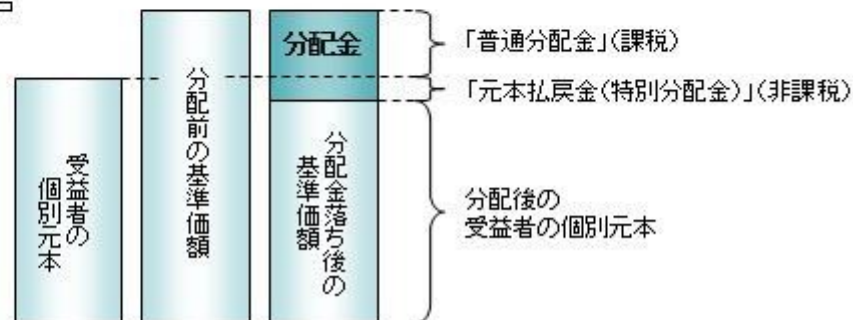 受益者の
個別元本
分配前の基準価額
分配金
分配金落ち後の
基準価額
「普通分配金」(課税)
「元本払戻金(特別分配金)」(非課税)
分配後の
受益者の個別元本